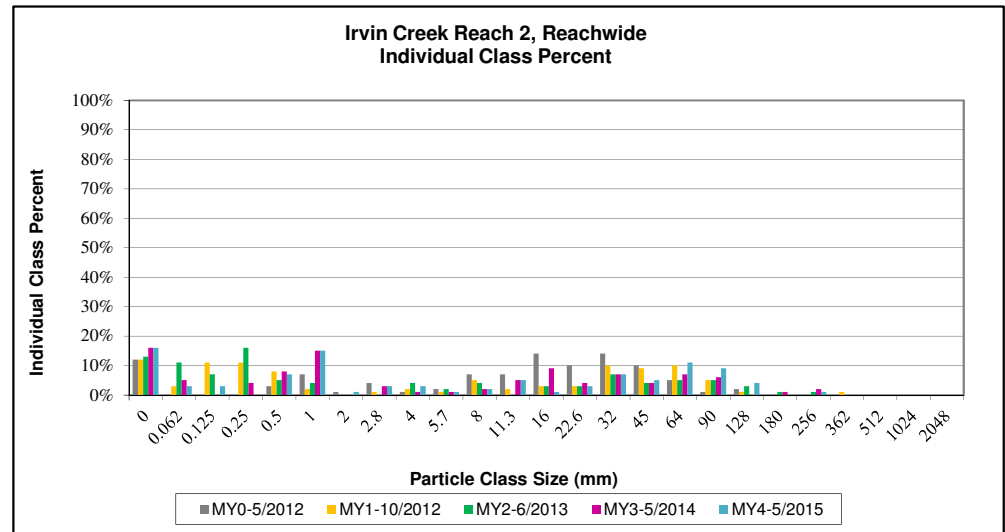 Irvin Creek Reach 2, Reachwide
Individual Class Percent
100%
90%
80%
70%
60%
50%
40%
30%
20%
10%
0%
Individual Class Percent
0 0.062 0.125 0.25 0.5 1 2 2.8 4 5.7 8 11.3 16 22.6 32 45 64 90 128 180 256 362 512 1024 2048
Particle Class Size (mm)
MY0-5/2012 MY1-10/2012 MY2-6/2013 MY3-5/2014 MY4-5/2015